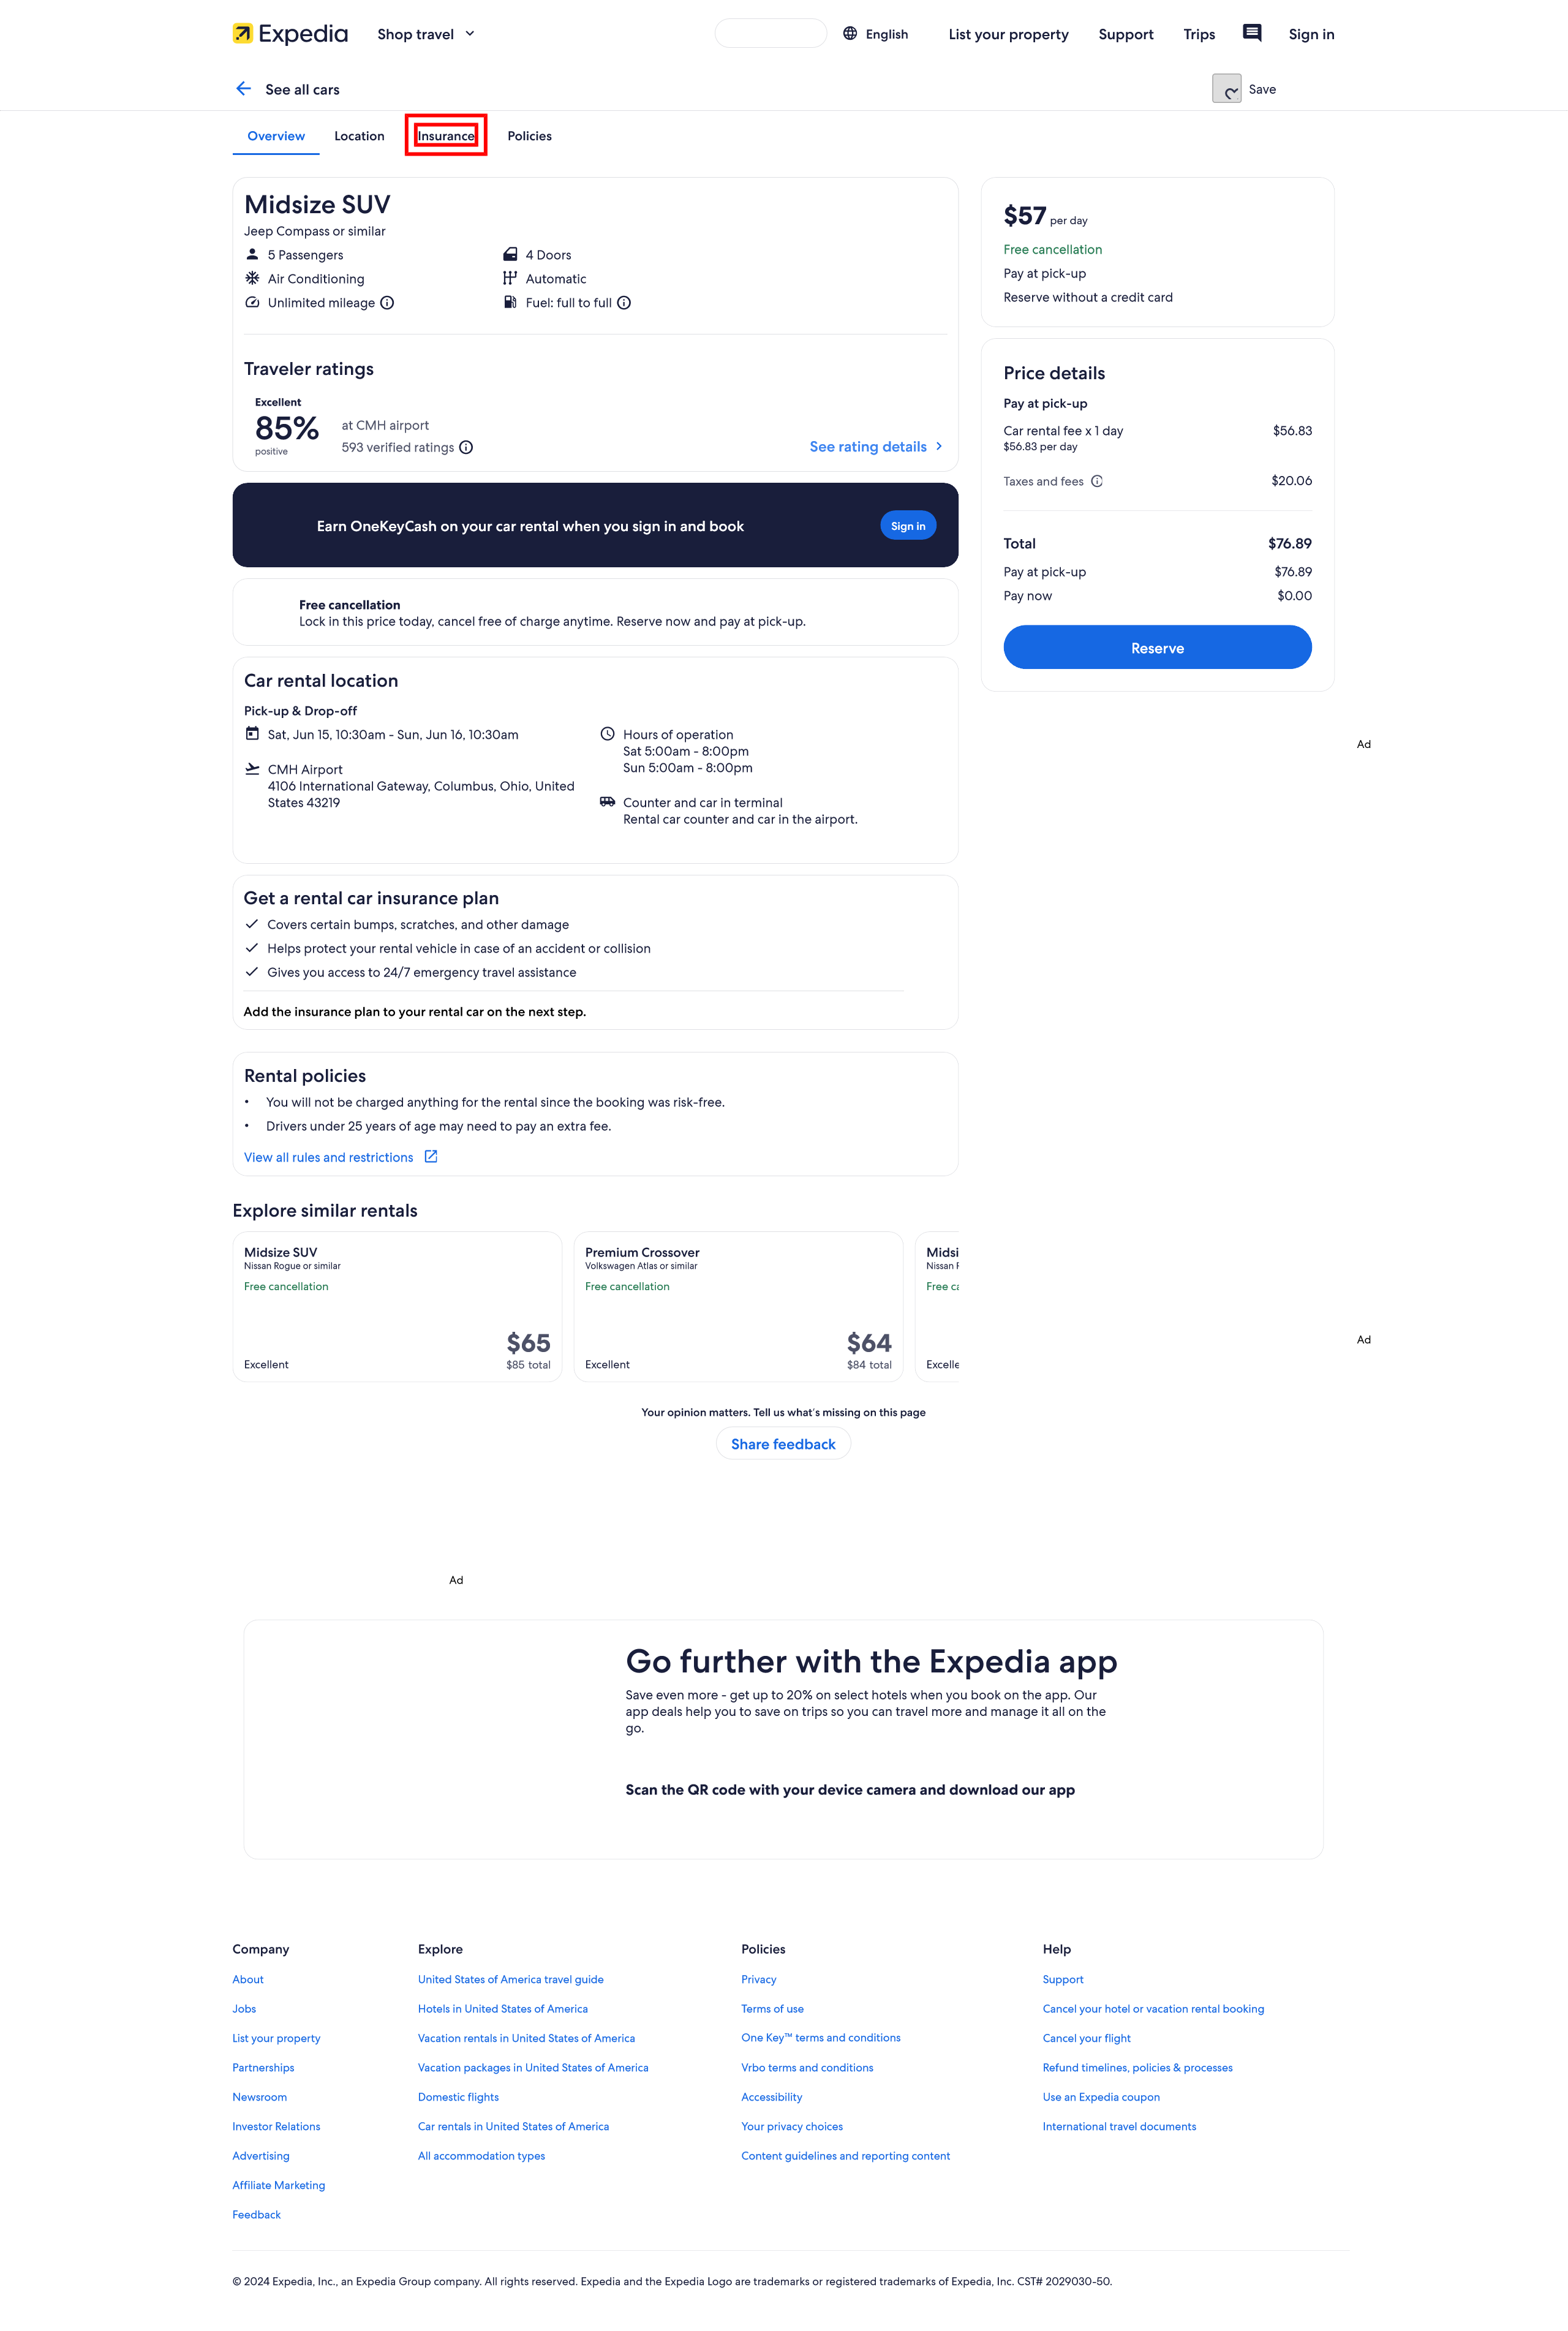 Expedia
Shop travel
English
List your property
Support
Trips
Sign in
See all cars
Save
Overview
Location
Insurance
Policies
Midsize SUV
Jeep Compass or similar
5 Passengers
4 Doors
Air Conditioning
Automatic
Unlimited mileage
Fuel: full to full
Traveler ratings
Excellent
85%
positive
at CMH airport
593 verified ratings
See rating details
Earn OneKeyCash on your car rental when you sign in and book
Sign in
Free cancellation
Lock in this price today, cancel free of charge anytime. Reserve now and pay at pick-up.
Car rental location
Pick-up & Drop-off
Sat, Jun 15, 10:30am - Sun, Jun 16, 10:30am
CMH Airport
4106 International Gateway, Columbus, Ohio, United
States 43219
Hours of operation
Sat 5:00am - 8:00pm
Sun 5:00am - 8:00pm
Counter and car in terminal
Rental car counter and car in the airport.
Get a rental car insurance plan
Covers certain bumps, scratches, and other damage
Helps protect your rental vehicle in case of an accident or collision
Gives you access to 24/7 emergency travel assistance
Add the insurance plan to your rental car on the next step.
Rental policies
• You will not be charged anything for the rental since the booking was risk-free.
• Drivers under 25 years of age may need to pay an extra fee.
View all rules and restrictions
Explore similar rentals
Midsize SUV
Nissan Rogue or similar
Free cancellation
$65
Excellent
$85 total
Premium Crossover
Volkswagen Atlas or similar
Free cancellation
$64
Excellent
$84 total
Midsi
Nissan
Free ca
Excelle
$57 per day
Free cancellation
Pay at pick-up
Reserve without a credit card
Price details
Pay at pick-up
Car rental fee x 1 day $56.83
$56.83 per day
Taxes and fees $20.06
Total $76.89
Pay at pick-up $76.89
Pay now $0.00
Reserve
Ad
Ad
Your opinion matters. Tell us what's missing on this page
Share feedback
Ad
Go further with the Expedia app
Save even more - get up to 20% on select hotels when you book on the app. Our
app deals help you to save on trips so you can travel more and manage it all on the
go.
Scan the QR code with your device camera and download our app
Company
About
Jobs
List your property
Partnerships
Newsroom
Investor Relations
Advertising
Affiliate Marketing
Feedback
Explore
United States of America travel guide
Hotels in United States of America
Vacation rentals in United States of America
Vacation packages in United States of America
Domestic flights
Car rentals in United States of America
All accommodation types
Policies
Privacy
Terms of use
One Key™ terms and conditions
Vrbo terms and conditions
Accessibility
Your privacy choices
Content guidelines and reporting content
Help
Support
Cancel your hotel or vacation rental booking
Cancel your flight
Refund timelines, policies & processes
Use an Expedia coupon
International travel documents
© 2024 Expedia, Inc., an Expedia Group company. All rights reserved. Expedia and the Expedia Logo are trademarks or registered trademarks of Expedia, Inc. CST# 2029030-50.